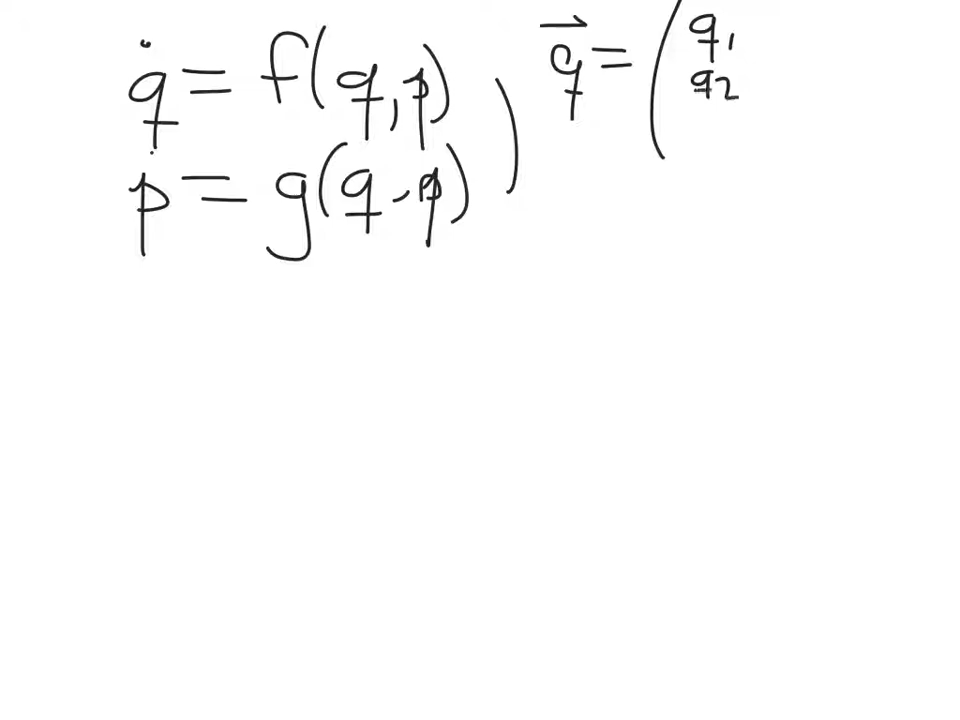 q̇ = f(q, p)
ṗ = g(q, p)
) q⃗ = (q₁
q₂